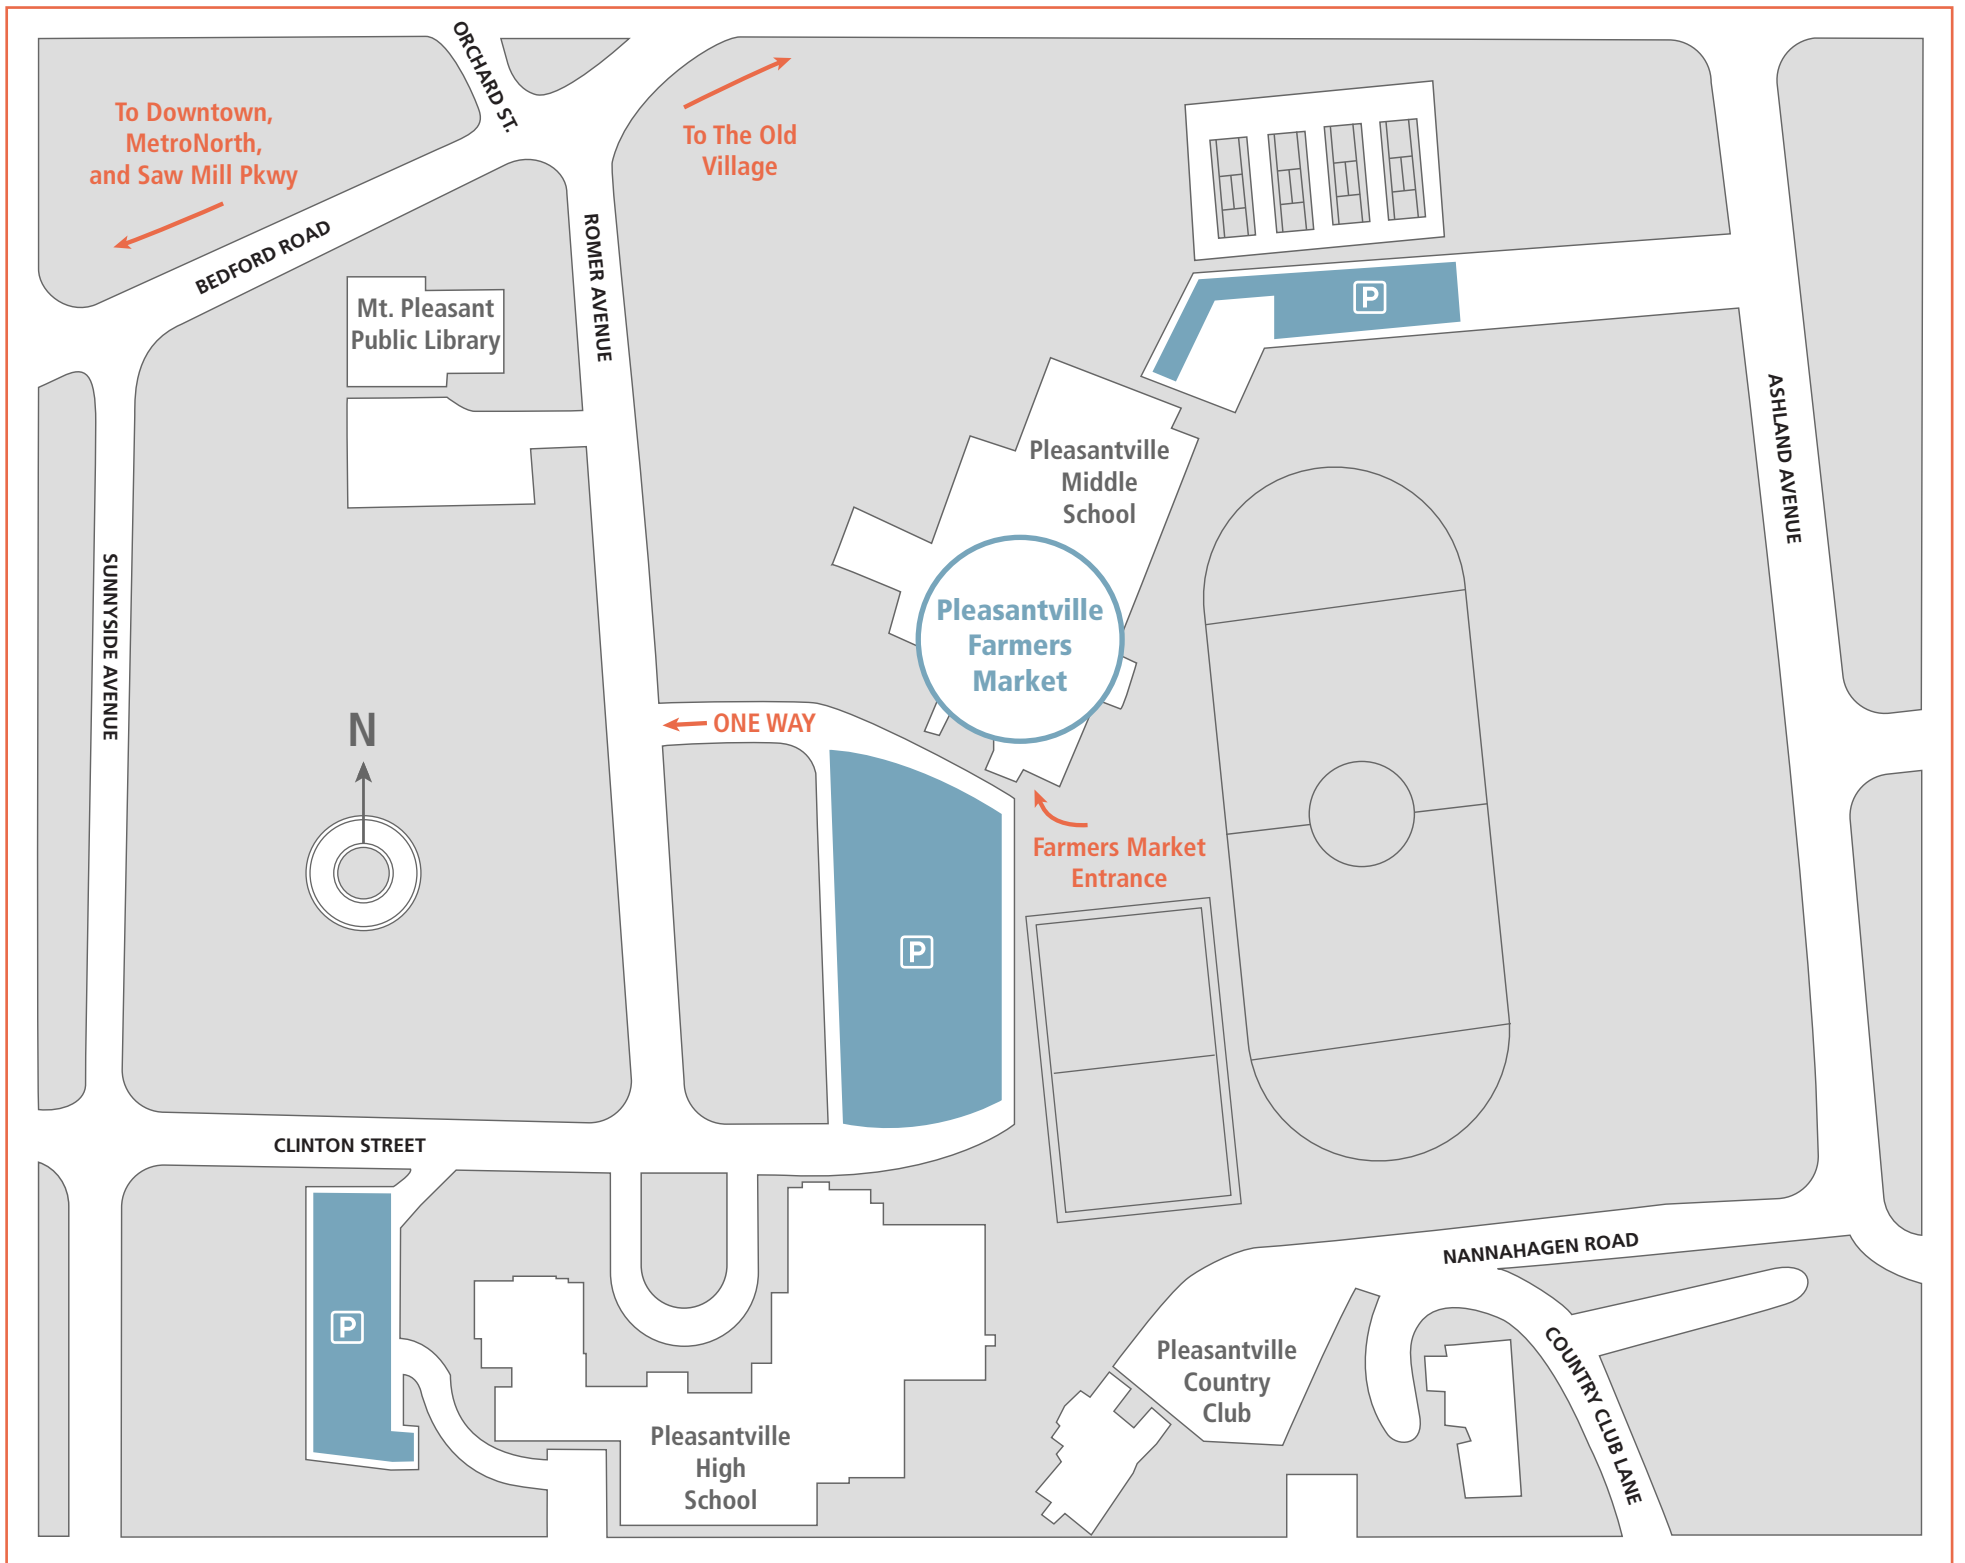 ORCHARD ST.
To Downtown,
MetroNorth,
and Saw Mill Pkwy
To The Old
Village
BEDFORD ROAD
ROMER AVENUE
Mt. Pleasant
Public Library
P
ASHLAND AVENUE
Pleasantville
Middle
School
SUNNYSIDE AVENUE
Pleasantville
Farmers
Market
N
ONE WAY
Farmers Market
Entrance
P
CLINTON STREET
NANNAHAGEN ROAD
P
Pleasantville
Country
Club
COUNTRY CLUB LANE
Pleasantville
High
School